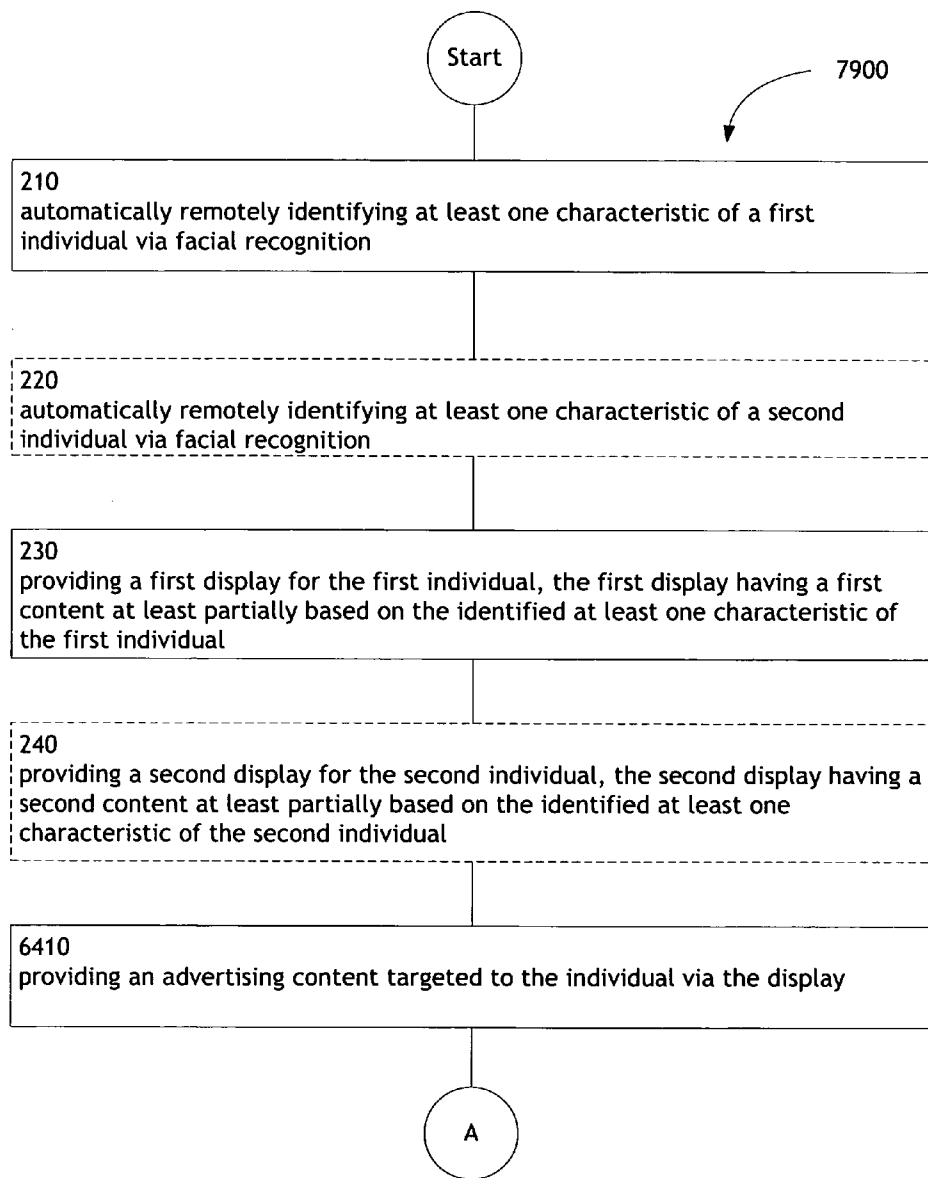 Start
7900
210
automatically remotely identifying at least one characteristic of a first
individual via facial recognition
220
automatically remotely identifying at least one characteristic of a second
individual via facial recognition
230
providing a first display for the first individual, the first display having a first
content at least partially based on the identified at least one characteristic of
the first individual
240
providing a second display for the second individual, the second display having a
second content at least partially based on the identified at least one
characteristic of the second individual
6410
providing an advertising content targeted to the individual via the display
A